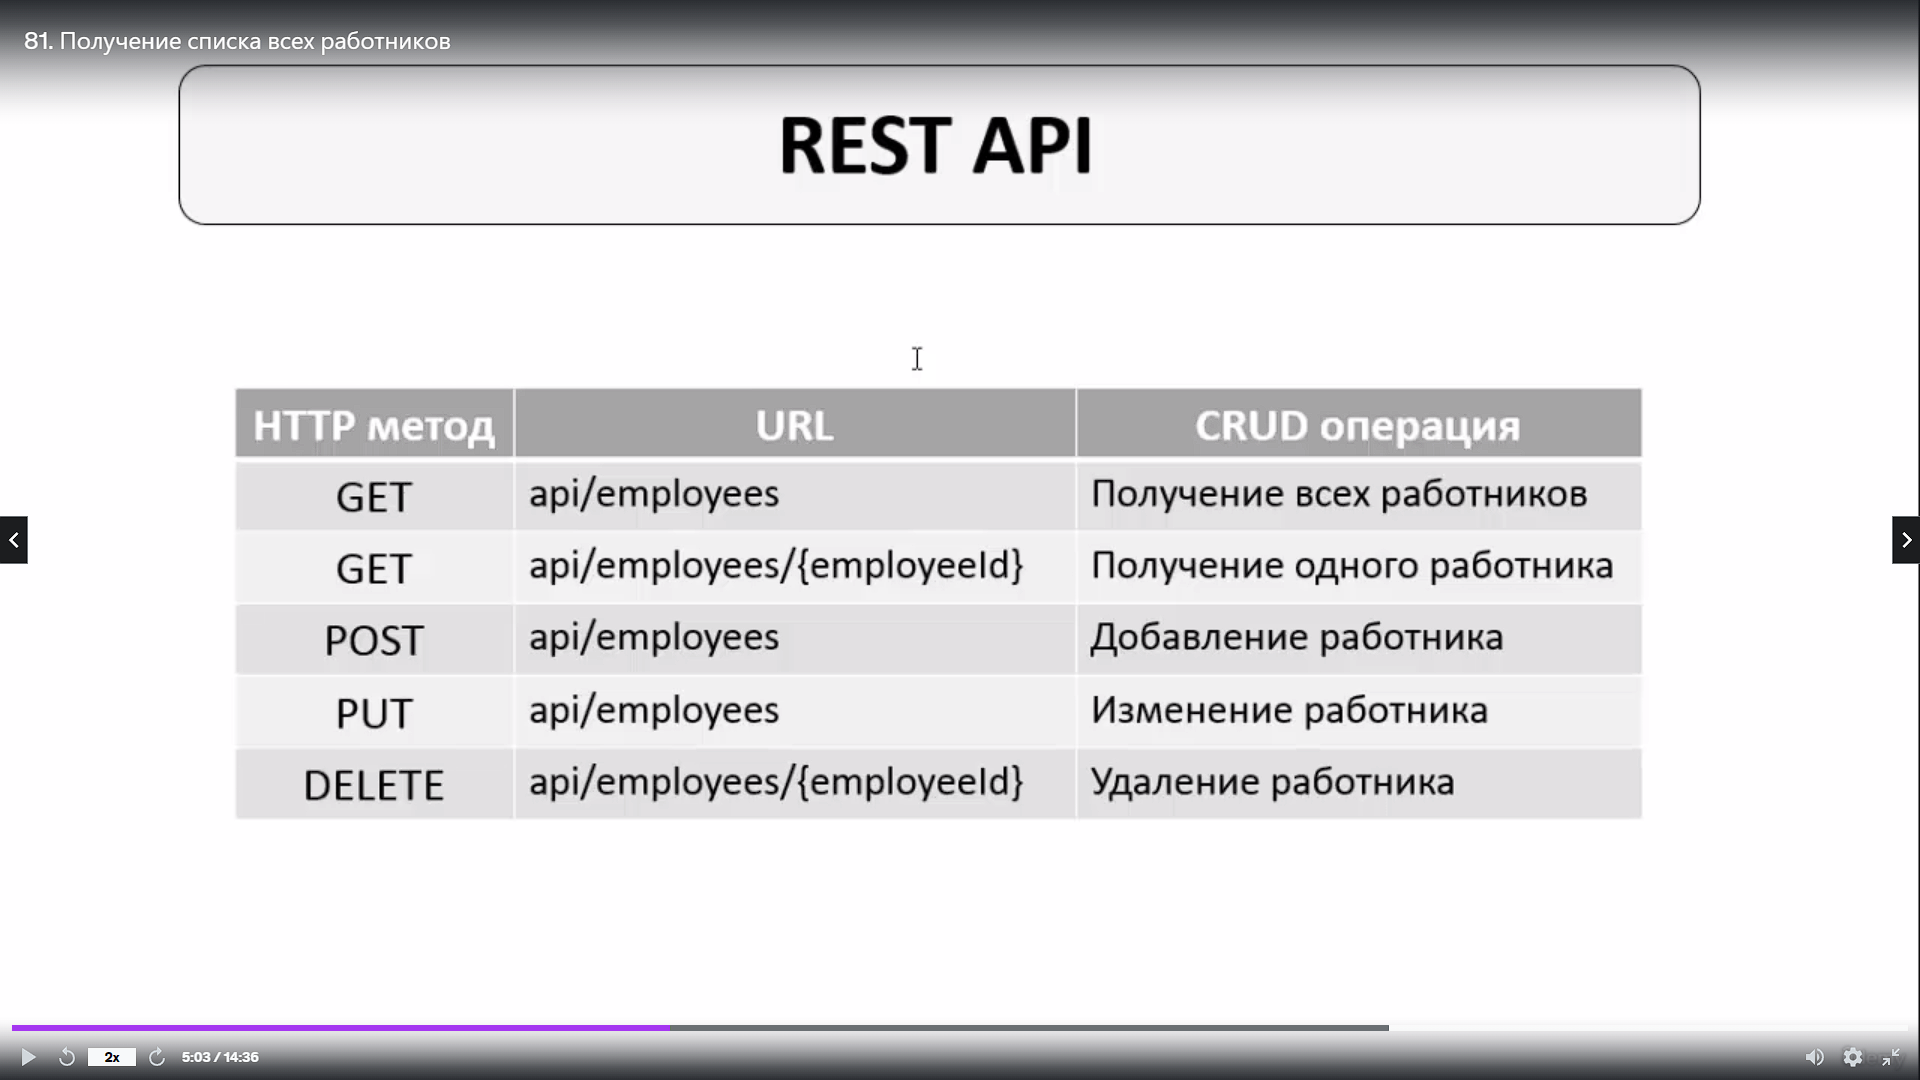 81. Получение списка всех работников
REST API
HTTP метод URL CRUD операция
GET api/employees Получение всех работников
GET api/employees/{employeeId} Получение одного работника
POST api/employees Добавление работника
PUT api/employees Изменение работника
DELETE api/employees/{employeeId} Удаление работника
2x 5:03 / 14:36